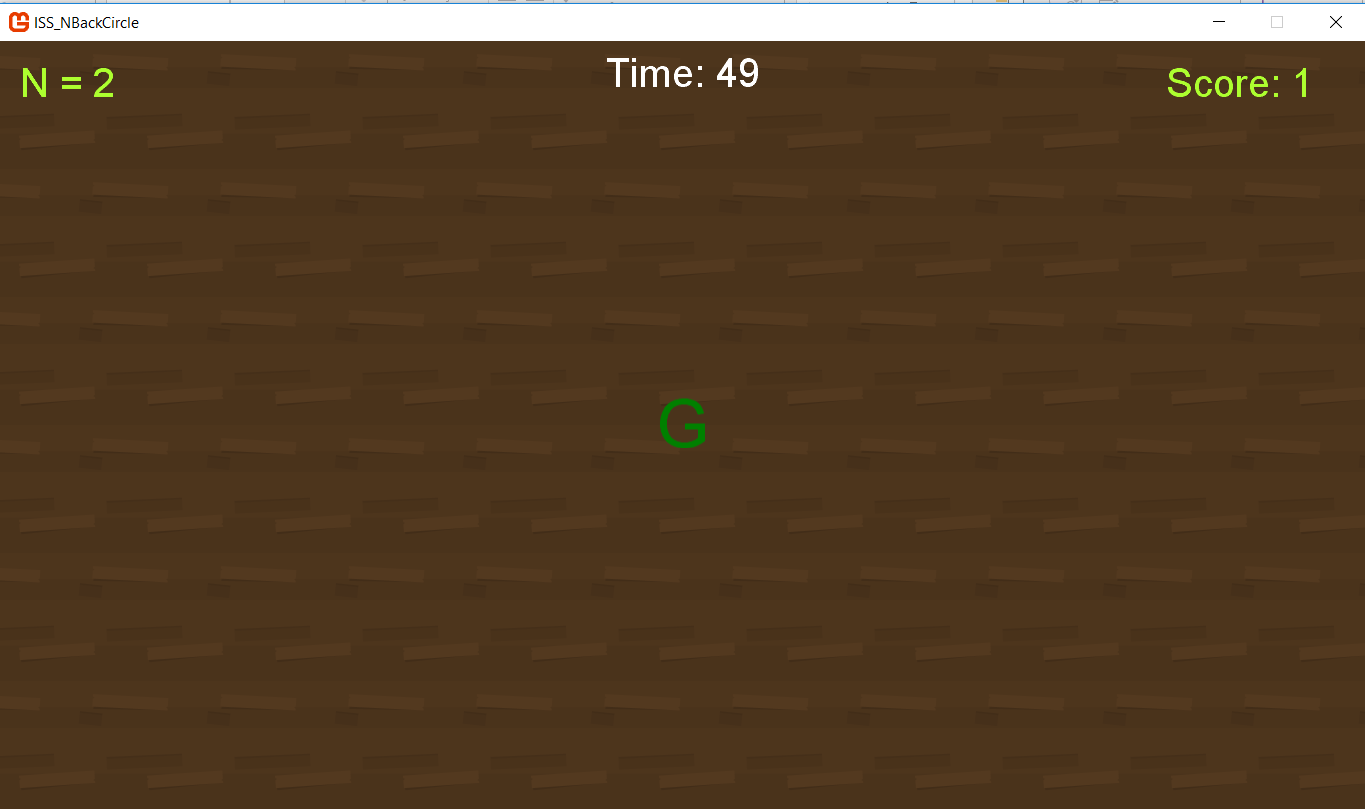 ISS_NBackCircle
N = 2
Time: 49
Score: 1
G